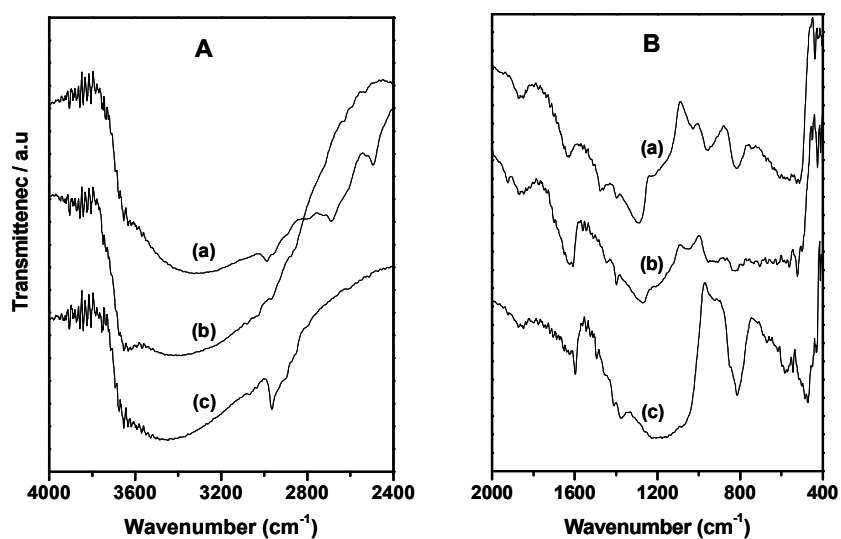 A
B
Transmittenec / a.u
(a)
(b)
(c)
(a)
(b)
(c)
4000 3600 3200 2800 2400
2000 1600 1200 800 400
Wavenumber (cm-1)
Wavenumber (cm-1)